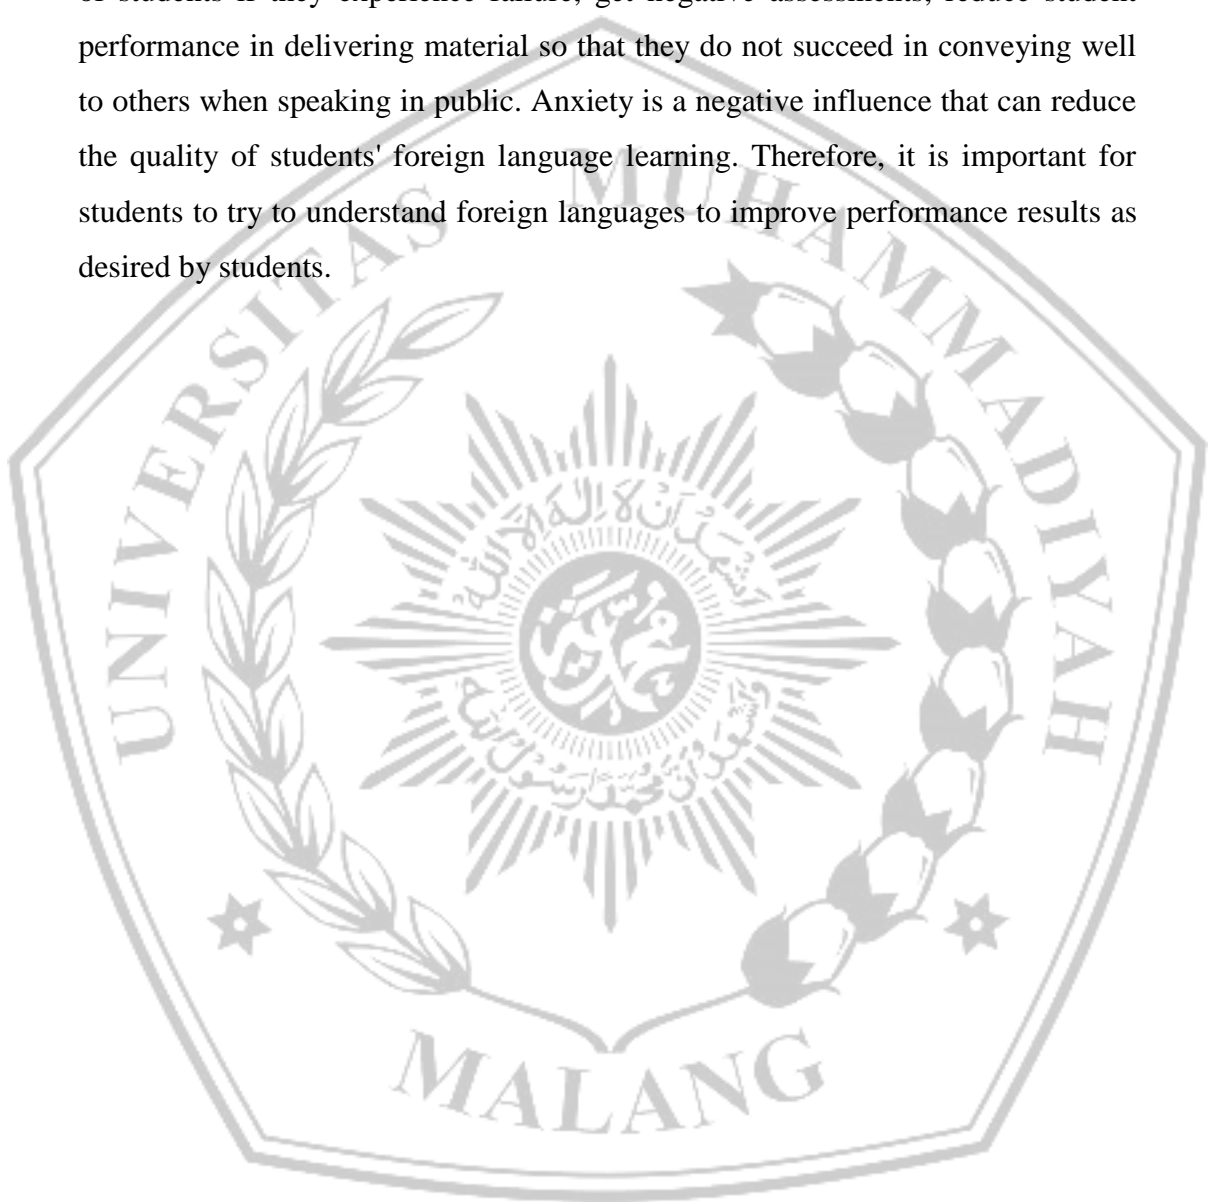 of students if they experience failure, get negative assessments, reduce student
performance in delivering material so that they do not succeed in conveying well
to others when speaking in public. Anxiety is a negative influence that can reduce
the quality of students' foreign language learning. Therefore, it is important for
students to try to understand foreign languages to improve performance results as
desired by students.
UNIVERSITAS MUHAMMADIYAH
MALANG